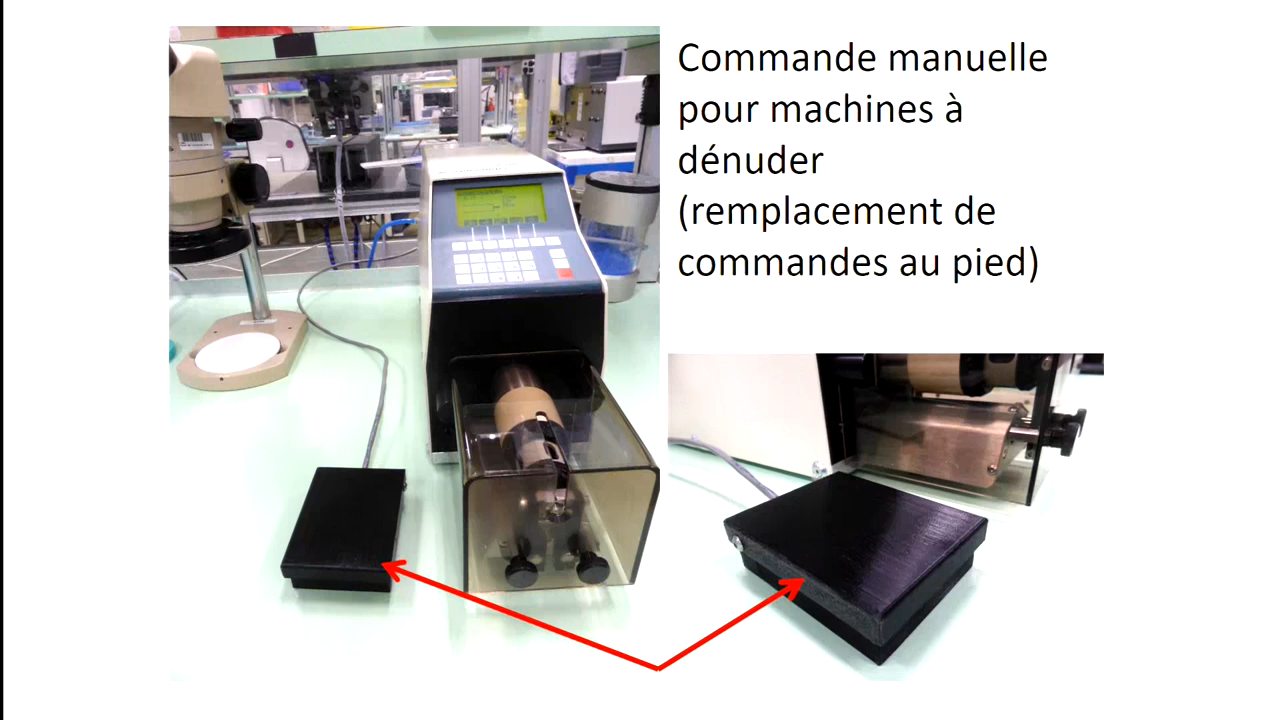 Commande manuelle
pour machines à
dénuder
(remplacement de
commandes au pied)